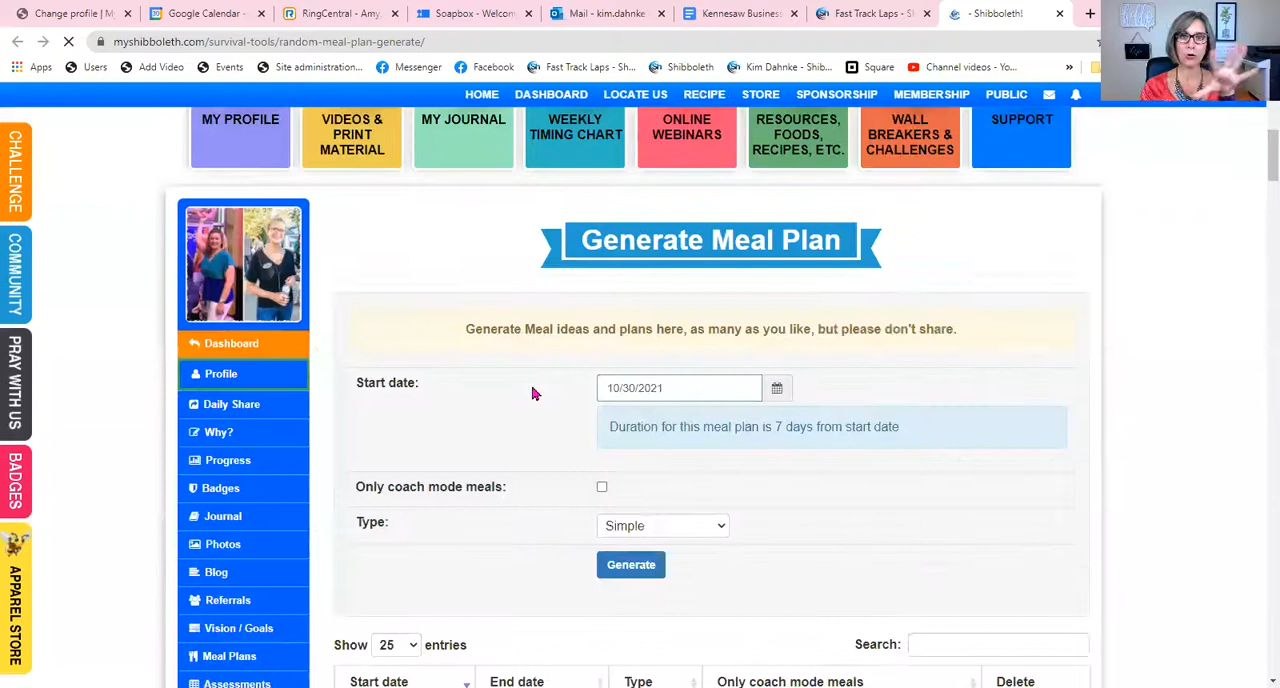 Change profile | M
Google Calendar -
RingCentral - Amy,
Soapbox - Welcom
Mail - kim.dahnke
Kennesaw Busines
Fast Track Laps - S
- Shibboleth!
myshibboleth.com/survival-tools/random-meal-plan-generate/
Apps
Users
Add Video
Events
Site administration...
Messenger
Fast Track Laps - Sh...
Shibboleth
Kim Dahnke - Shib...
Square
Channel videos - Yo...
»
HOME DASHBOARD LOCATE US RECIPE STORE SPONSORSHIP MEMBERSHIP PUBLIC
MY PROFILE
VIDEOS &
PRINT
MATERIAL
MY JOURNAL
WEEKLY
TIMING CHART
ONLINE
WEBINARS
RESOURCES,
FOODS,
RECIPES, ETC.
WALL
BREAKERS &
CHALLENGES
SUPPORT
CHALLENGE
COMMUNITY
PRAY WITH US
BADGES
APPAREL STORE
Dashboard
Profile
Daily Share
Why?
Progress
Badges
Journal
Photos
Blog
Referrals
Vision / Goals
Meal Plans
Assessments
Generate Meal Plan
Generate Meal ideas and plans here, as many as you like, but please don't share.
Start date:
10/30/2021
Duration for this meal plan is 7 days from start date
Only coach mode meals:
Type:
Simple
Generate
Show 25 entries
Search:
Start date End date Type Only coach mode meals Delete